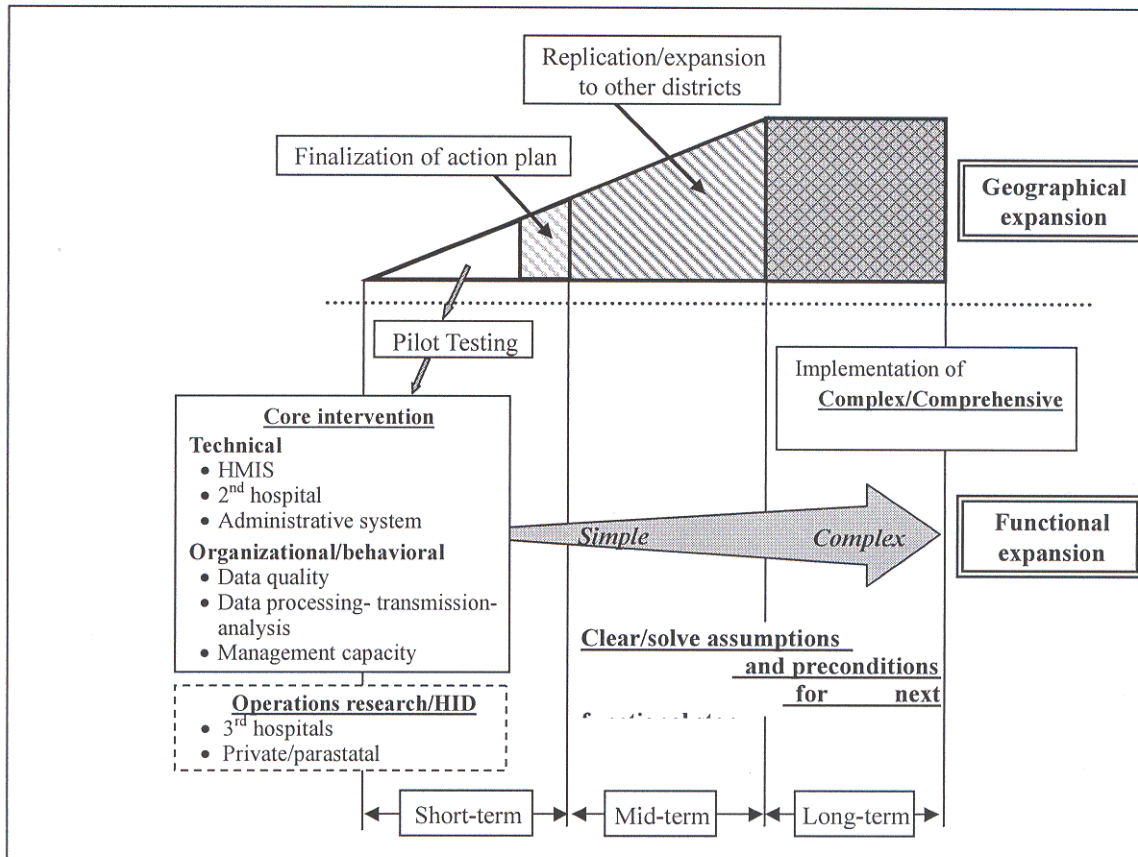 Replication/expansion
to other districts
Finalization of action plan
Geographical
expansion
Pilot Testing
Implementation of
Complex/Comprehensive
Core intervention
Technical
• HMIS
• 2nd hospital
• Administrative system
Organizational/behavioral
• Data quality
• Data processing- transmission-
analysis
• Management capacity
Simple
Complex
Functional
expansion
Clear/solve assumptions
and preconditions
for next
Operations research/HID
• 3rd hospitals
• Private/parastatal
Short-term
Mid-term
Long-term